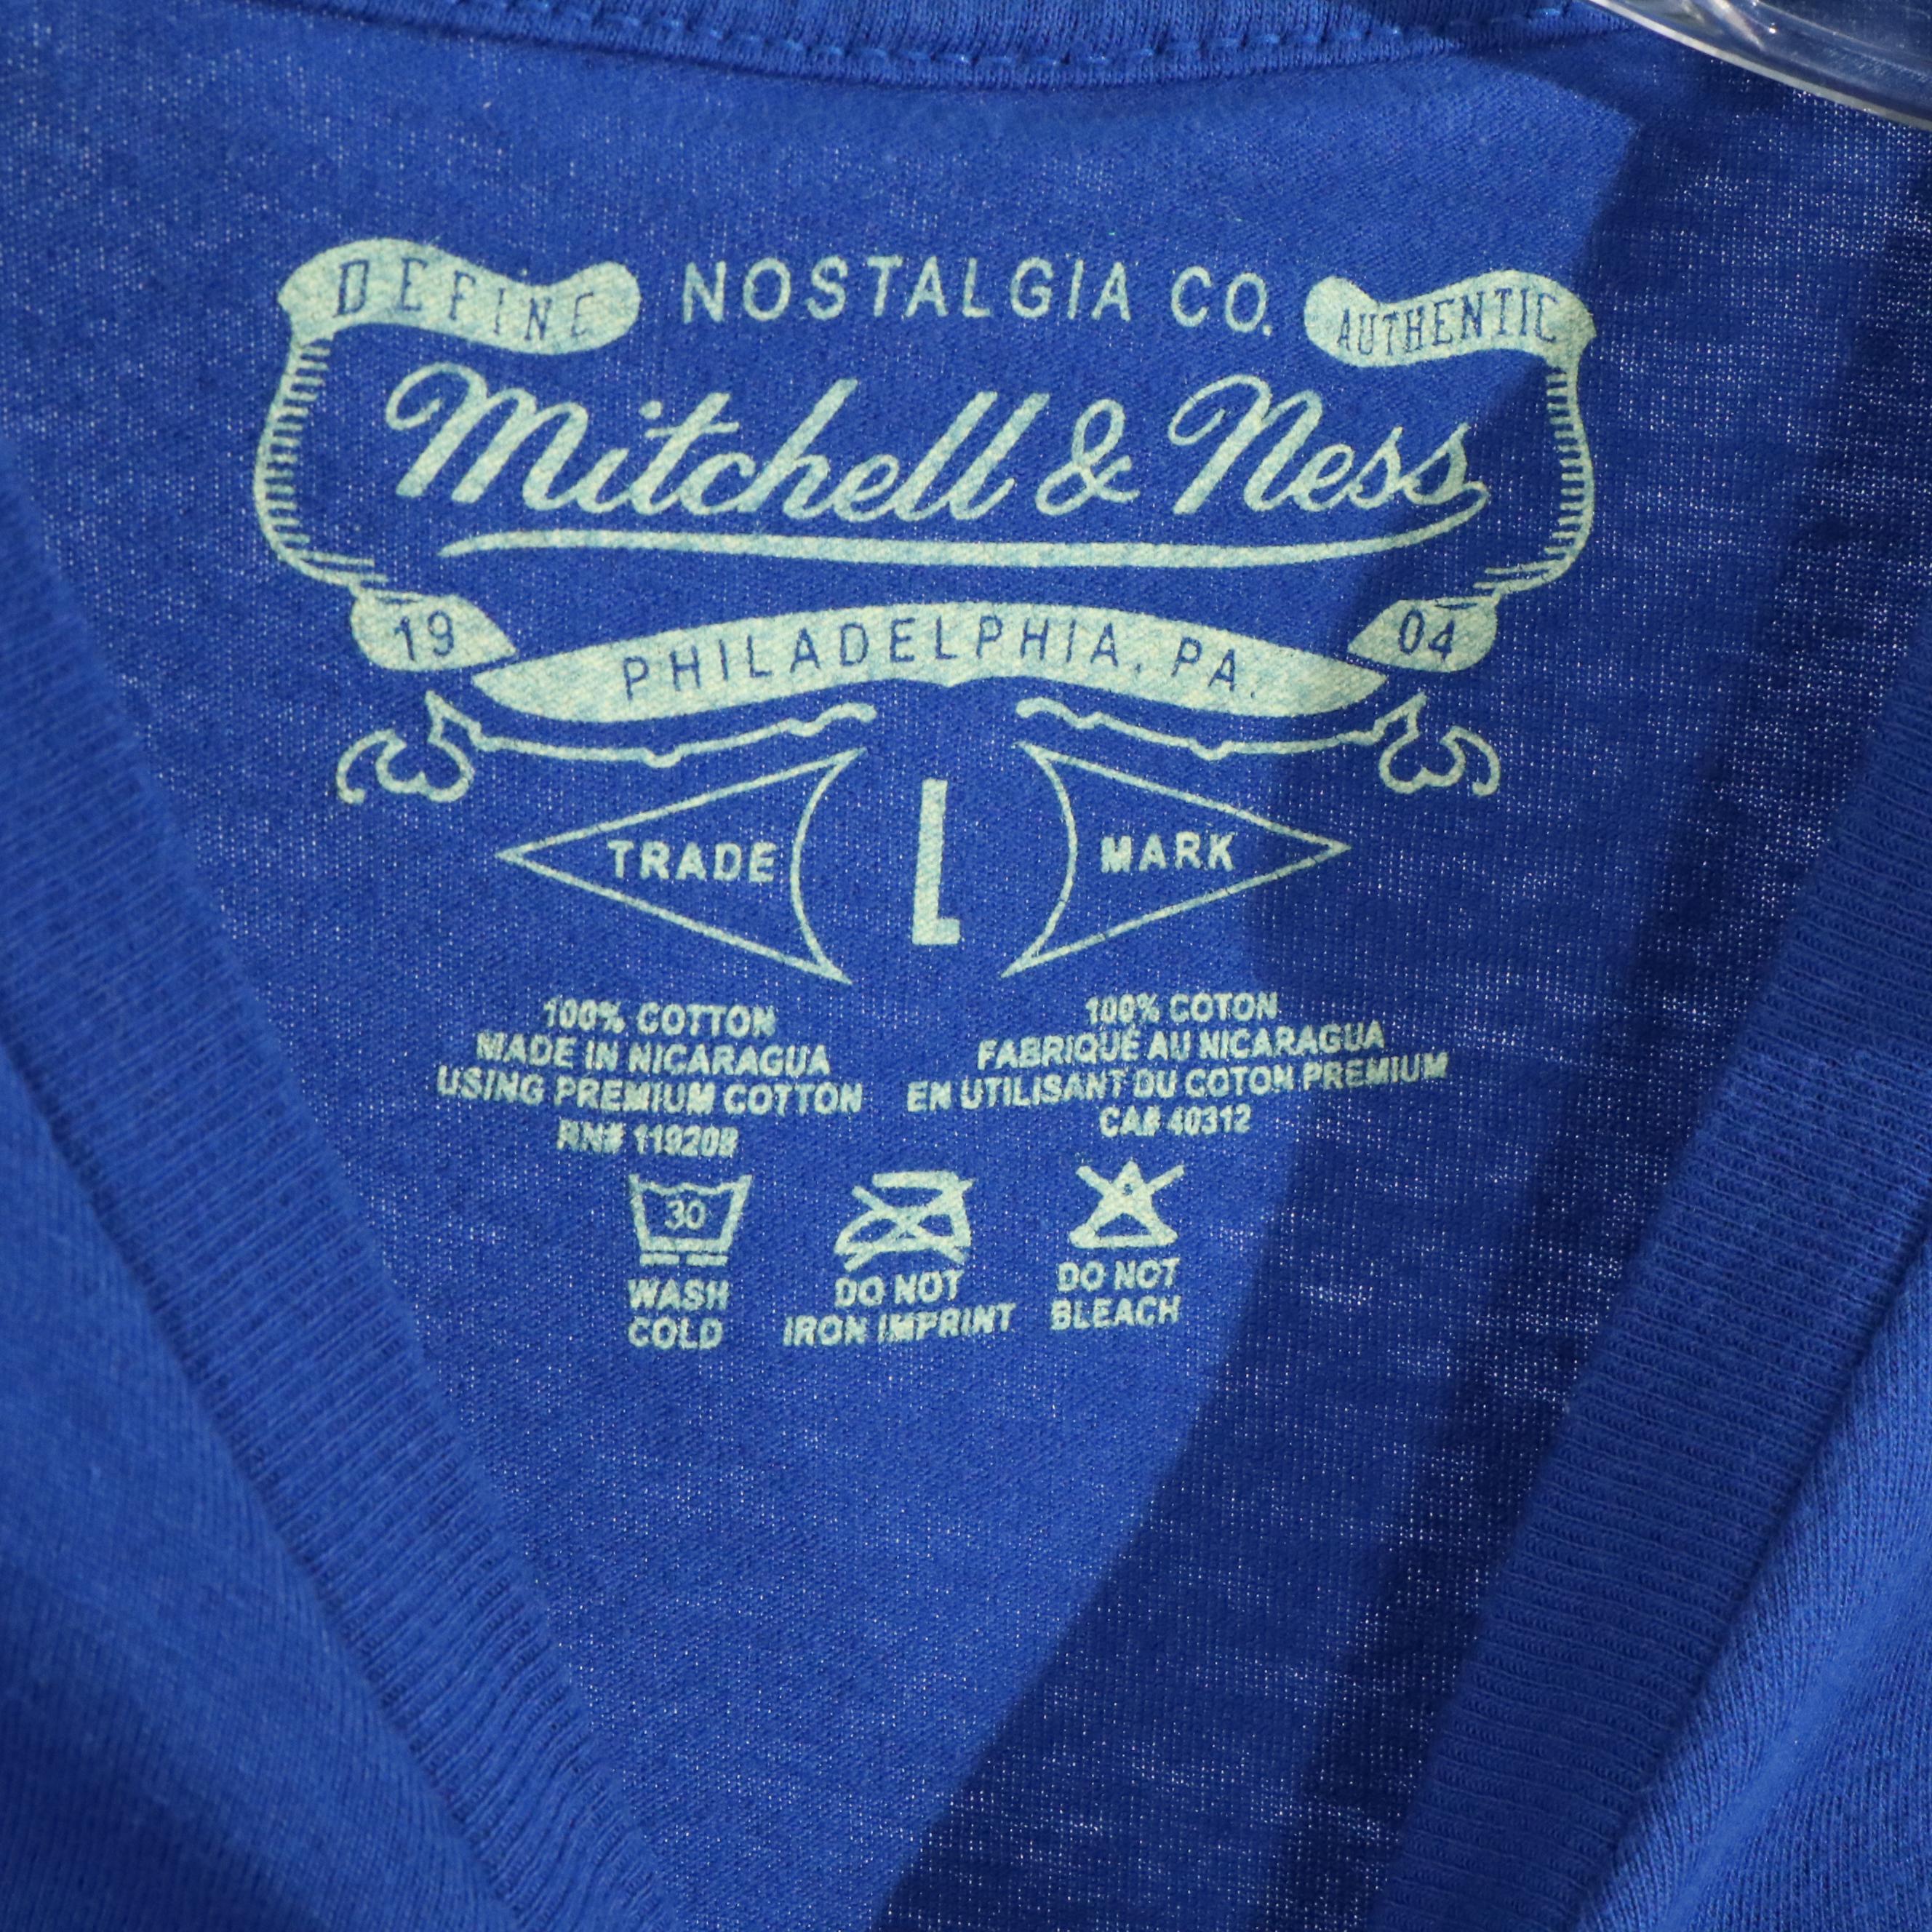 DEFINE NOSTALGIA CO. AUTHENTIC
Mitchell & Ness
19 PHILADELPHIA, PA. 04
TRADE L MARK
100% COTTON
MADE IN NICARAGUA
USING PREMIUM COTTON
RN# 119209
100% COTON
FABRIQUÉ AU NICARAGUA
EN UTILISANT DU COTON PREMIUM
CA# 40312
30
WASH
COLD
DO NOT
IRON IMPRINT
DO NOT
BLEACH